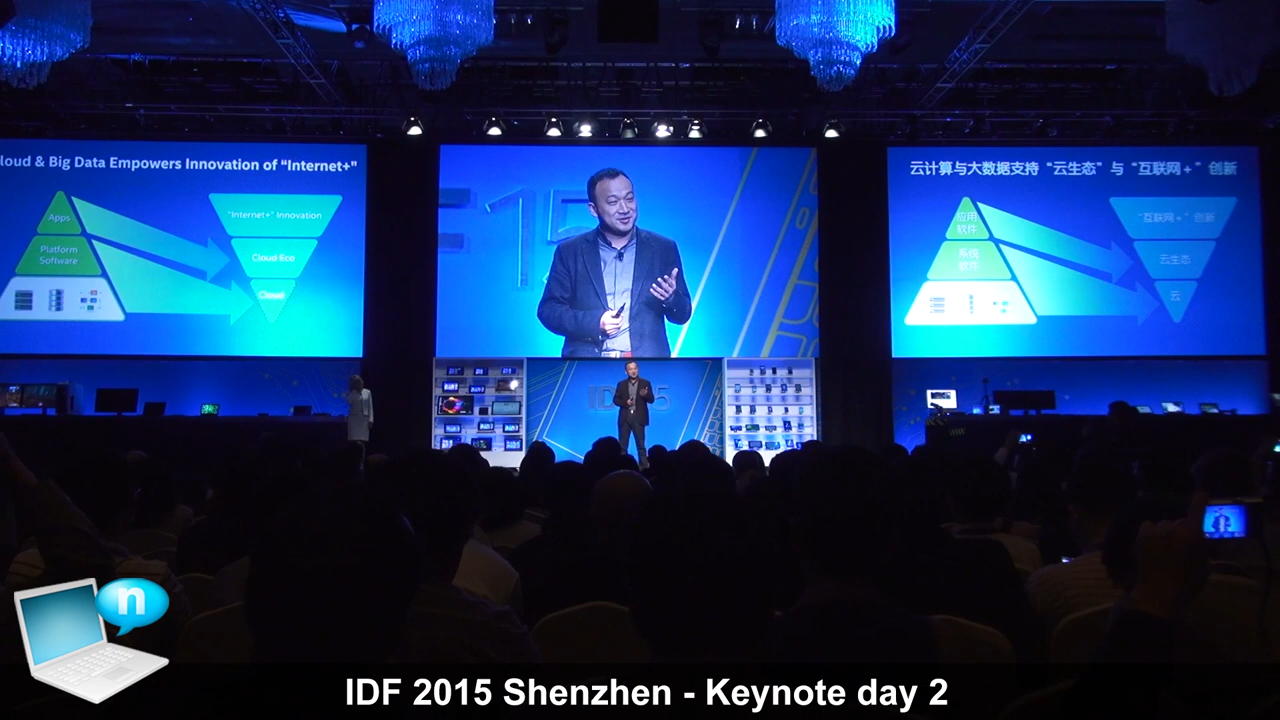 loud & Big Data Empowers Innovation of "Internet+"
Apps
Platform
Software
"Internet+" Innovation
Cloud Eco
Cloud
云计算与大数据支持 "云生态" 与 "互联网+" 创新
应用
软件
系统
软件
"互联网+" 创新
云生态
云
E15
n
IDF 2015 Shenzhen - Keynote day 2